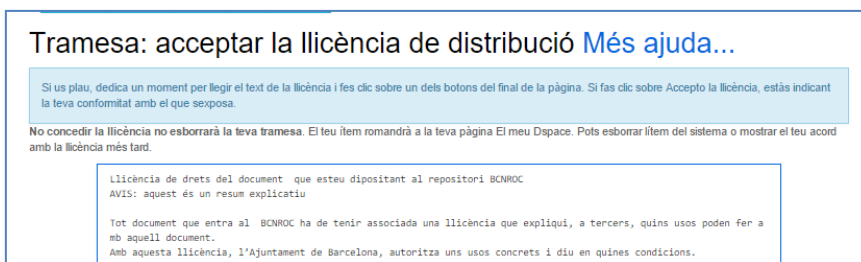 Tramesa: acceptar la llicència de distribució Més ajuda...
Si us plau, dedica un moment per llegir el text de la llicència i fes clic sobre un dels botons del final de la pàgina. Si fas clic sobre Accepto la llicència, estàs indicant
la teva conformitat amb el que sexposa.
No concedir la llicència no esborrarà la teva tramesa. El teu ítem romandrà a la teva pàgina El meu Dspace. Pots esborrar lítem del sistema o mostrar el teu acord
amb la llicència més tard.
Llicència de drets del document que esteu dipositant al repositori BCNROC
AVIS: aquest és un resum explicatiu
Tot document que entra al BCNROC ha de tenir associada una llicència que expliqui, a tercers, quins usos poden fer a
mb aquell document.
Amb aquesta llicència, l'Ajuntament de Barcelona, autoritza uns usos concrets i diu en quines condicions.